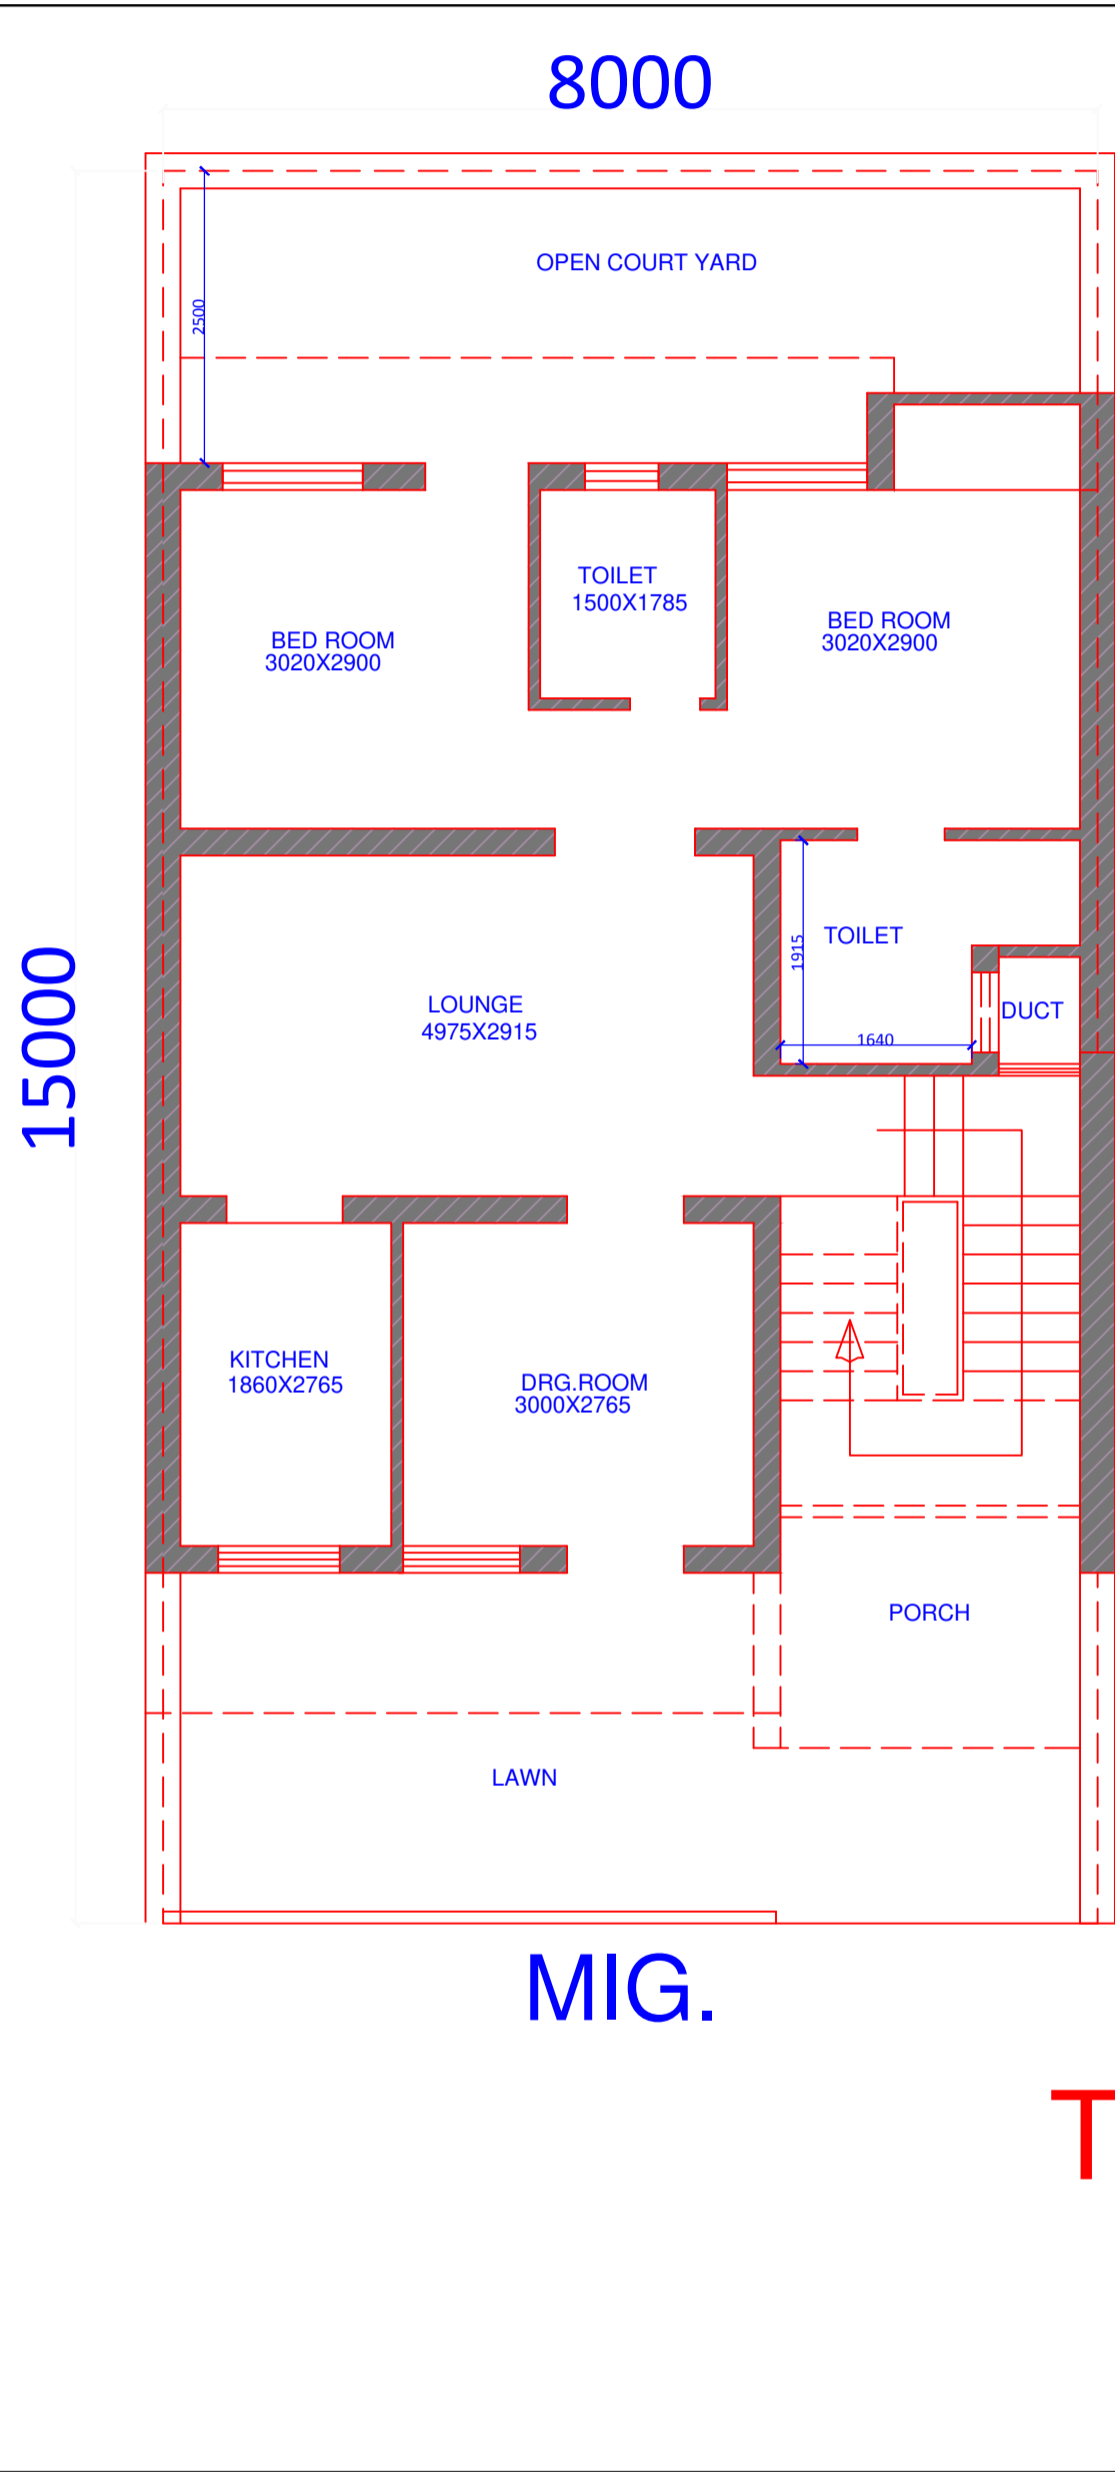 8000
OPEN COURT YARD
2500
TOILET
1500X1785
BED ROOM
3020X2900
BED ROOM
3020X2900
TOILET
1915
1640
DUCT
LOUNGE
4975X2915
15000
KITCHEN
1860X2765
DRG.ROOM
3000X2765
PORCH
LAWN
MIG.
T